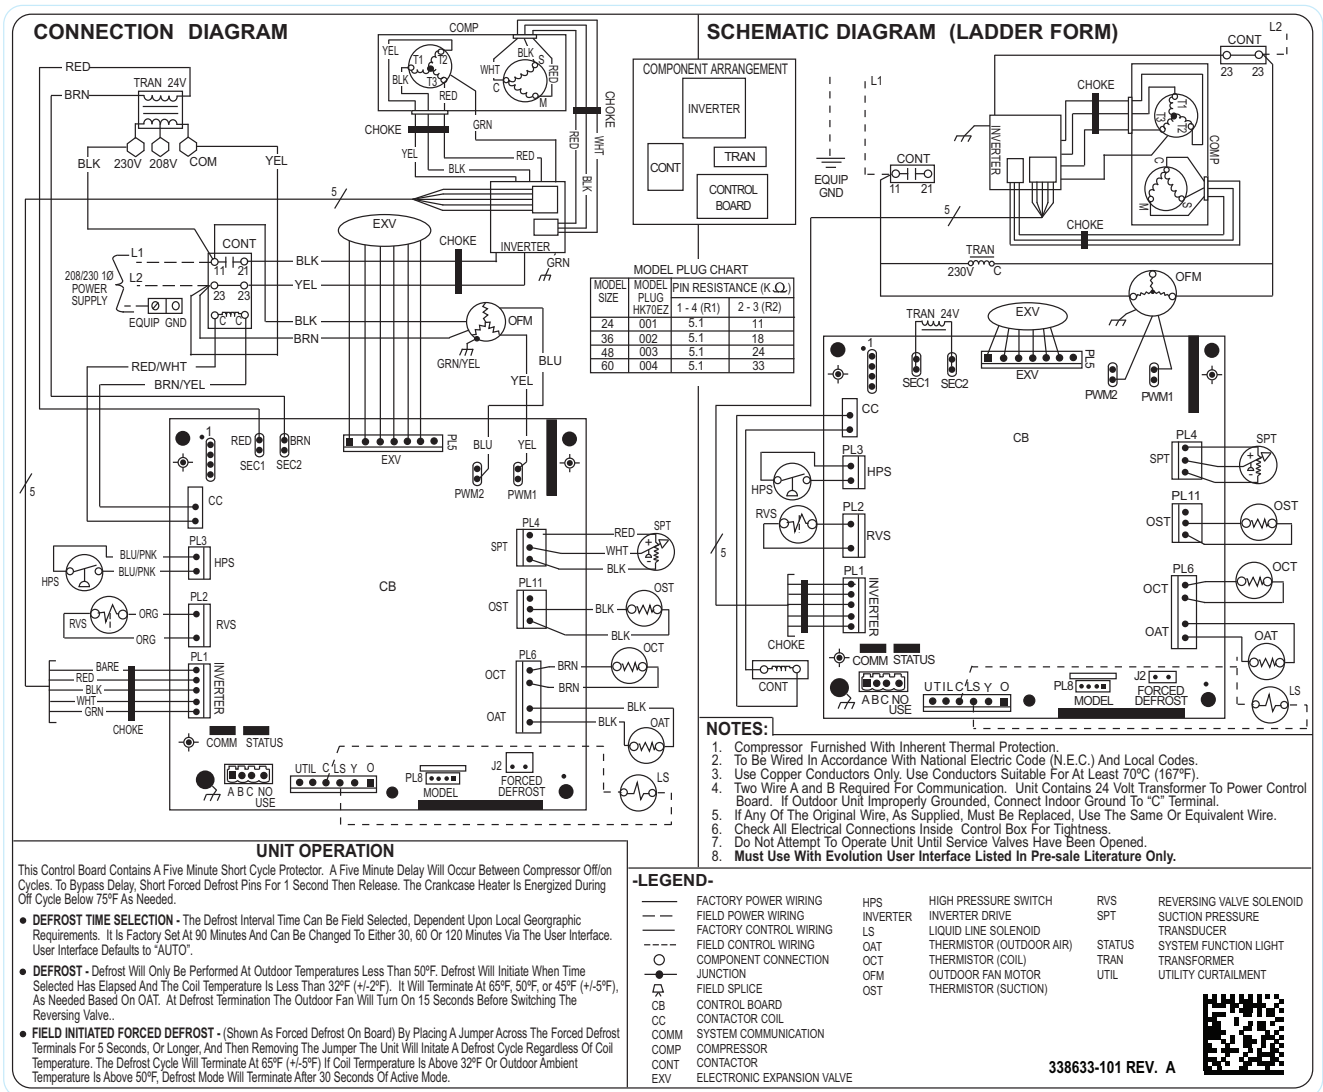 CONNECTION DIAGRAM
RED
BRN
TRAN 24V
BLK 230V 208V COM YEL
COMP
YEL
T1 T2
T3
BLK
RED
GRN
BLK
WHT
RED
S
C
M
CHOKE
CHOKE
RED
WHT
BLK
YEL
BLK
RED
5
EXV
CHOKE
INVERTER
GRN
CONT
L1
L2
208/230 1Ø
POWER
SUPPLY
EQUIP GND
11 21
23 23
C C
BLK
YEL
BLK
BRN
OFM
GRN/YEL
BLU
YEL
RED/WHT
BRN/YEL
1
RED
BRN
SEC1 SEC2
EXV
PL5
BLU YEL
PWM2 PWM1
5
CC
PL3
HPS
BLU/PNK
BLU/PNK
HPS
PL2
RVS
RVS
ORG
ORG
PL1
INVERTER
BARE
RED
BLK
WHT
GRN
CHOKE
CB
PL4
SPT
RED
WHT
BLK
SPT
+
-
PL11
OST
BLK
BLK
OST
PL6
OCT
BRN
BRN
OCT
OAT
BLK
BLK
OAT
COMM STATUS
A B C NO
USE
UTIL C LS Y O
PL8
MODEL
J2
FORCED
DEFROST
LS
SCHEMATIC DIAGRAM (LADDER FORM)
COMPONENT ARRANGEMENT
INVERTER
CONT
TRAN
CONTROL
BOARD
MODEL PLUG CHART
MODEL SIZE MODEL PLUG HK70EZ PIN RESISTANCE (K Ω)
1 - 4 (R1) 2 - 3 (R2)
24 001 5.1 11
36 002 5.1 18
48 003 5.1 24
60 004 5.1 33
L1
L2
CONT
23 23
EQUIP
GND
CONT
11 21
INVERTER
CHOKE
T1
T2
T3
COMP
C
S
M
CHOKE
5
TRAN
230V C
OFM
TRAN 24V
EXV
1
SEC1 SEC2
EXV
PL5
PWM2 PWM1
CC
PL3
HPS
HPS
PL2
RVS
RVS
5
PL1
INVERTER
CHOKE
CONT
CB
PL4
SPT
SPT
+
-
PL11
OST
OST
PL6
OCT
OCT
OAT
OAT
COMM STATUS
A B C NO
USE
UTIL C LS Y O
PL8
MODEL
J2
FORCED
DEFROST
LS
NOTES:
1. Compressor Furnished With Inherent Thermal Protection.
2. To Be Wired In Accordance With National Electric Code (N.E.C.) And Local Codes.
3. Use Copper Conductors Only. Use Conductors Suitable For At Least 70ºC (167ºF).
4. Two Wire A and B Required For Communication. Unit Contains 24 Volt Transformer To Power Control
Board. If Outdoor Unit Improperly Grounded, Connect Indoor Ground To “C” Terminal.
5. If Any Of The Original Wire, As Supplied, Must Be Replaced, Use The Same Or Equivalent Wire.
6. Check All Electrical Connections Inside Control Box For Tightness.
7. Do Not Attempt To Operate Unit Until Service Valves Have Been Opened.
8. Must Use With Evolution User Interface Listed In Pre-sale Literature Only.
UNIT OPERATION
This Control Board Contains A Five Minute Short Cycle Protector. A Five Minute Delay Will Occur Between Compressor Off/on
Cycles. To Bypass Delay, Short Forced Defrost Pins For 1 Second Then Release. The Crankcase Heater Is Energized During
Off Cycle Below 75ºF As Needed.
• DEFROST TIME SELECTION - The Defrost Interval Time Can Be Field Selected, Dependent Upon Local Georgraphic
Requirements. It Is Factory Set At 90 Minutes And Can Be Changed To Either 30, 60 Or 120 Minutes Via The User Interface.
User Interface Defaults to “AUTO”.
• DEFROST - Defrost Will Only Be Performed At Outdoor Temperatures Less Than 50ºF. Defrost Will Initiate When Time
Selected Has Elapsed And The Coil Temperature Is Less Than 32ºF (+/-2ºF). It Will Terminate At 65ºF, 50ºF, or 45ºF (+/-5ºF),
As Needed Based On OAT. At Defrost Termination The Outdoor Fan Will Turn On 15 Seconds Before Switching The
Reversing Valve..
• FIELD INITIATED FORCED DEFROST - (Shown As Forced Defrost On Board) By Placing A Jumper Across The Forced Defrost
Terminals For 5 Seconds, Or Longer, And Then Removing The Jumper The Unit Will Initate A Defrost Cycle Regardless Of Coil
Temperature. The Defrost Cycle Will Terminate At 65ºF (+/-5ºF) If Coil Temperature Is Above 32ºF Or Outdoor Ambient
Temperature Is Above 50ºF, Defrost Mode Will Terminate After 30 Seconds Of Active Mode.
-LEGEND-
FACTORY POWER WIRING
FIELD POWER WIRING
FACTORY CONTROL WIRING
FIELD CONTROL WIRING
COMPONENT CONNECTION
JUNCTION
FIELD SPLICE
CB CONTROL BOARD
CC CONTACTOR COIL
COMM SYSTEM COMMUNICATION
COMP COMPRESSOR
CONT CONTACTOR
EXV ELECTRONIC EXPANSION VALVE
HPS HIGH PRESSURE SWITCH
INVERTER INVERTER DRIVE
LS LIQUID LINE SOLENOID
OAT THERMISTOR (OUTDOOR AIR)
OCT THERMISTOR (COIL)
OFM OUTDOOR FAN MOTOR
OST THERMISTOR (SUCTION)
RVS REVERSING VALVE SOLENOID
SPT SUCTION PRESSURE
TRANSDUCER
STATUS SYSTEM FUNCTION LIGHT
TRAN TRANSFORMER
UTIL UTILITY CURTAILMENT
338633-101 REV. A